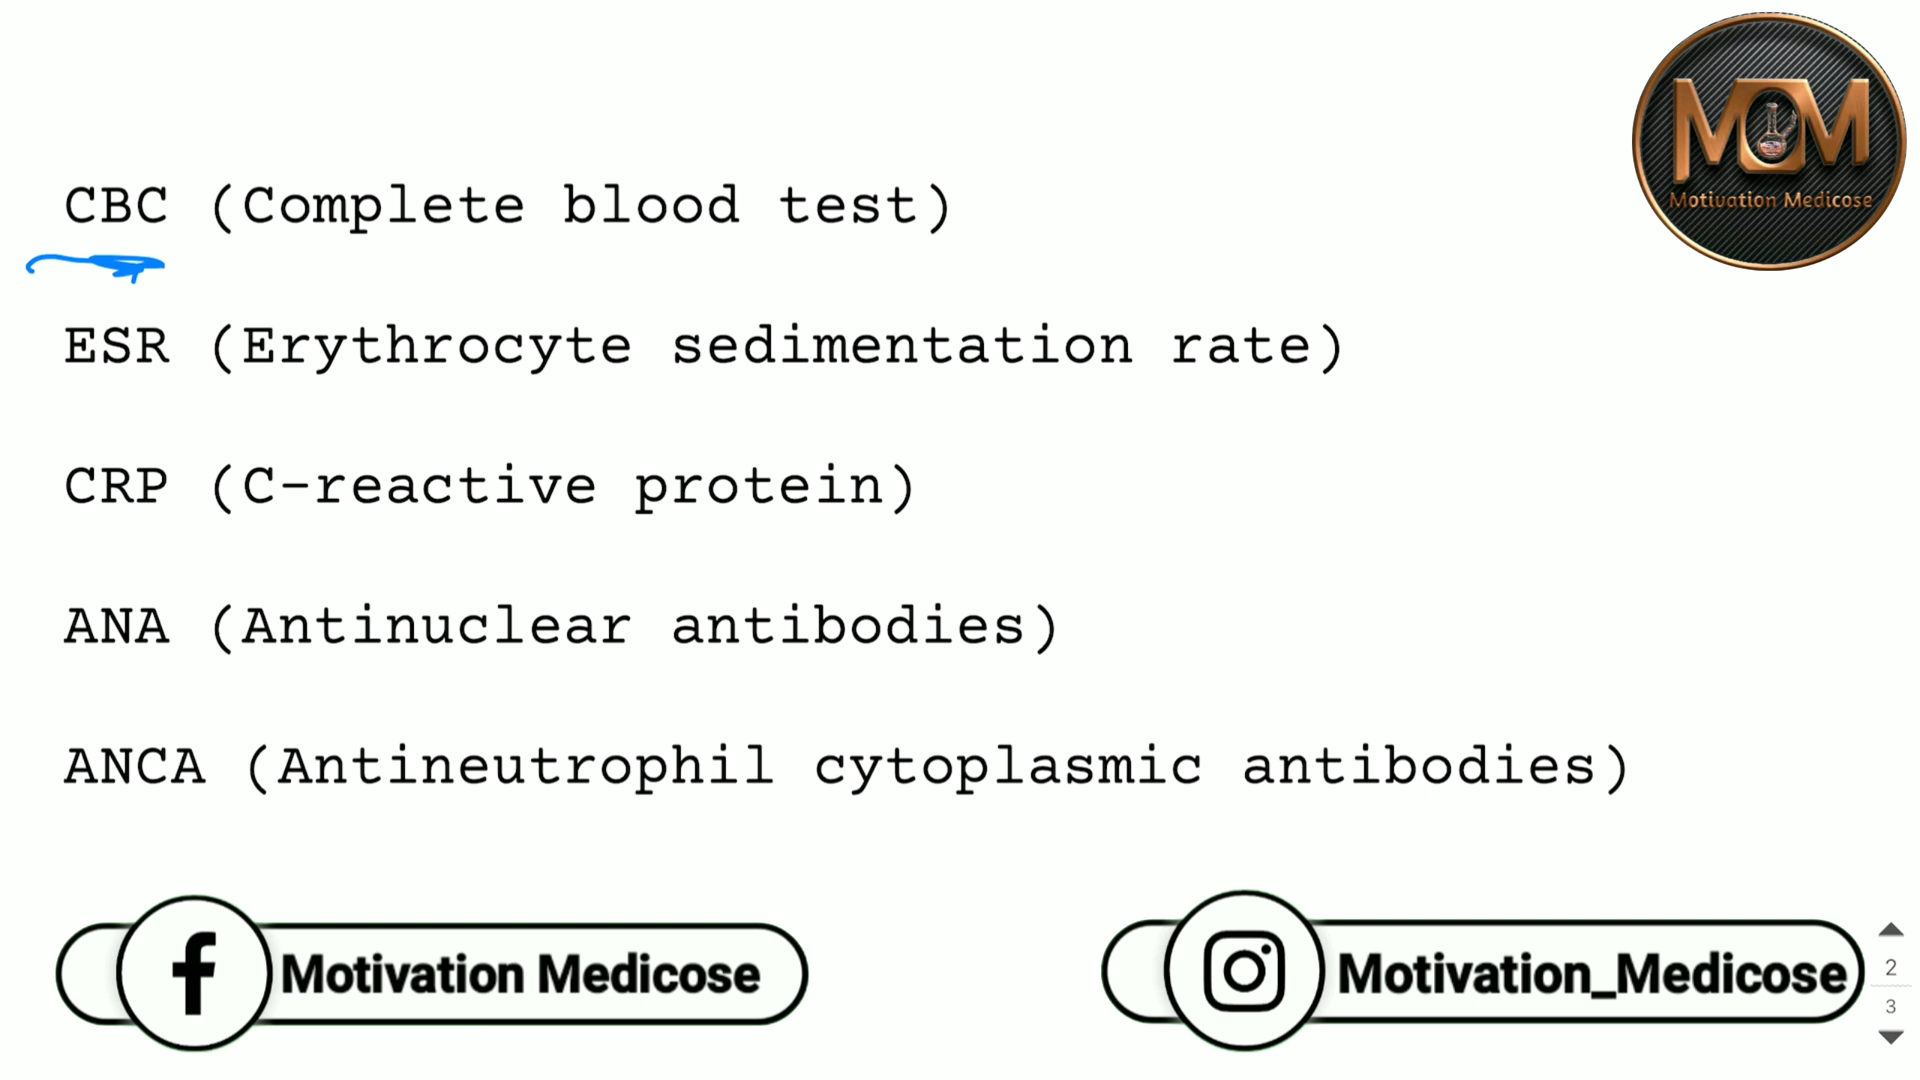 MOM
Motivation Medicose
CBC (Complete blood test)
ESR (Erythrocyte sedimentation rate)
CRP (C-reactive protein)
ANA (Antinuclear antibodies)
ANCA (Antineutrophil cytoplasmic antibodies)
Motivation Medicose
Motivation_Medicose
2
3